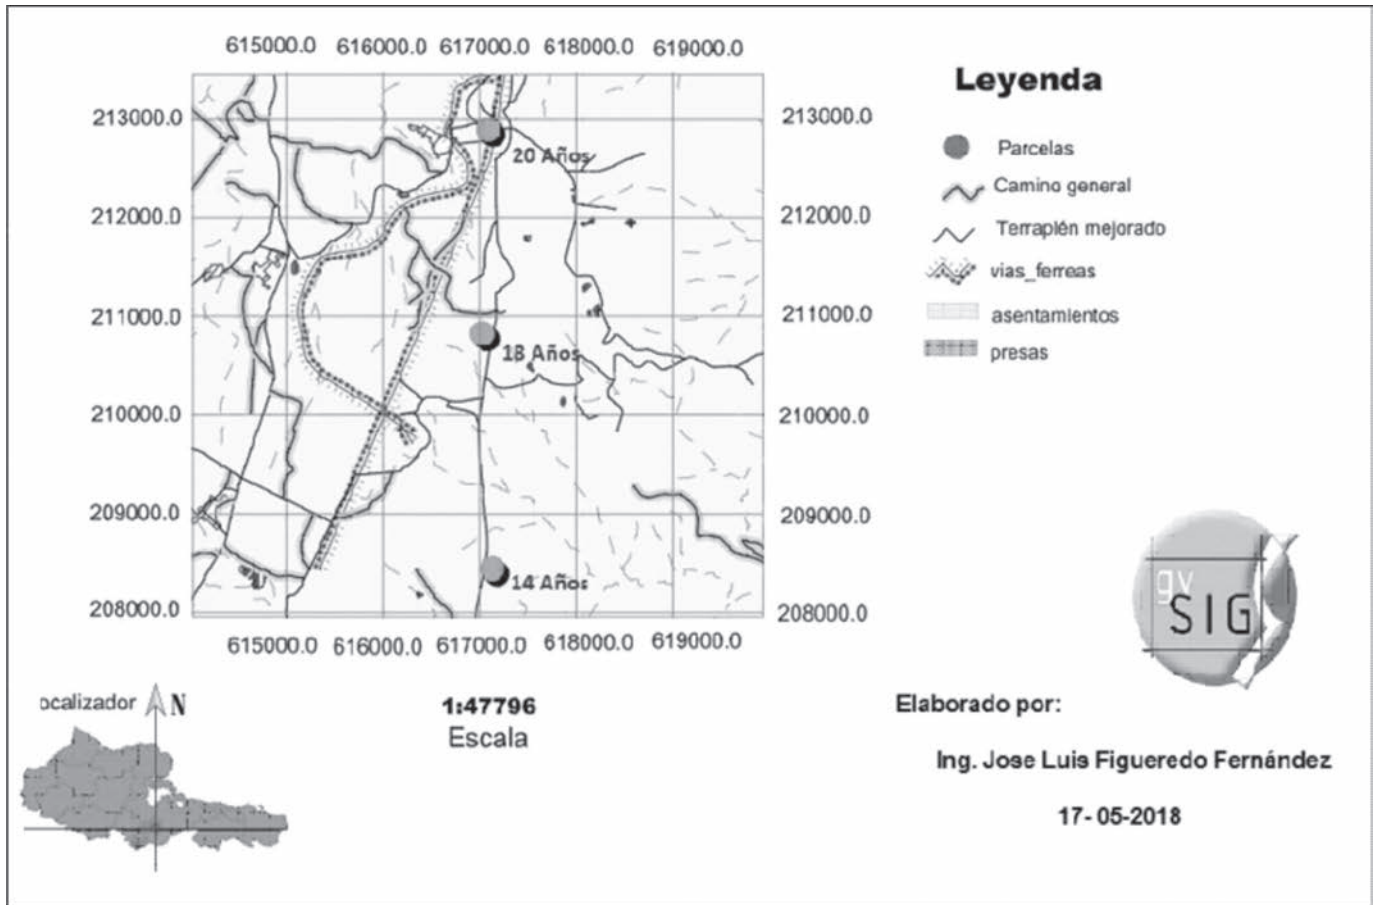 615000.0 616000.0 617000.0 618000.0 619000.0
213000.0
212000.0
211000.0
210000.0
209000.0
208000.0
20 Años
18 Años
14 Años
213000.0
212000.0
211000.0
210000.0
209000.0
208000.0
615000.0 616000.0 617000.0 618000.0 619000.0
Leyenda
Parcelas
Camino general
Terraplén mejorado
vias_ferreas
asentamientos
presas
gv
SIG
ocalizador
N
1:47796
Escala
Elaborado por:
Ing. Jose Luis Figueredo Fernández
17- 05-2018